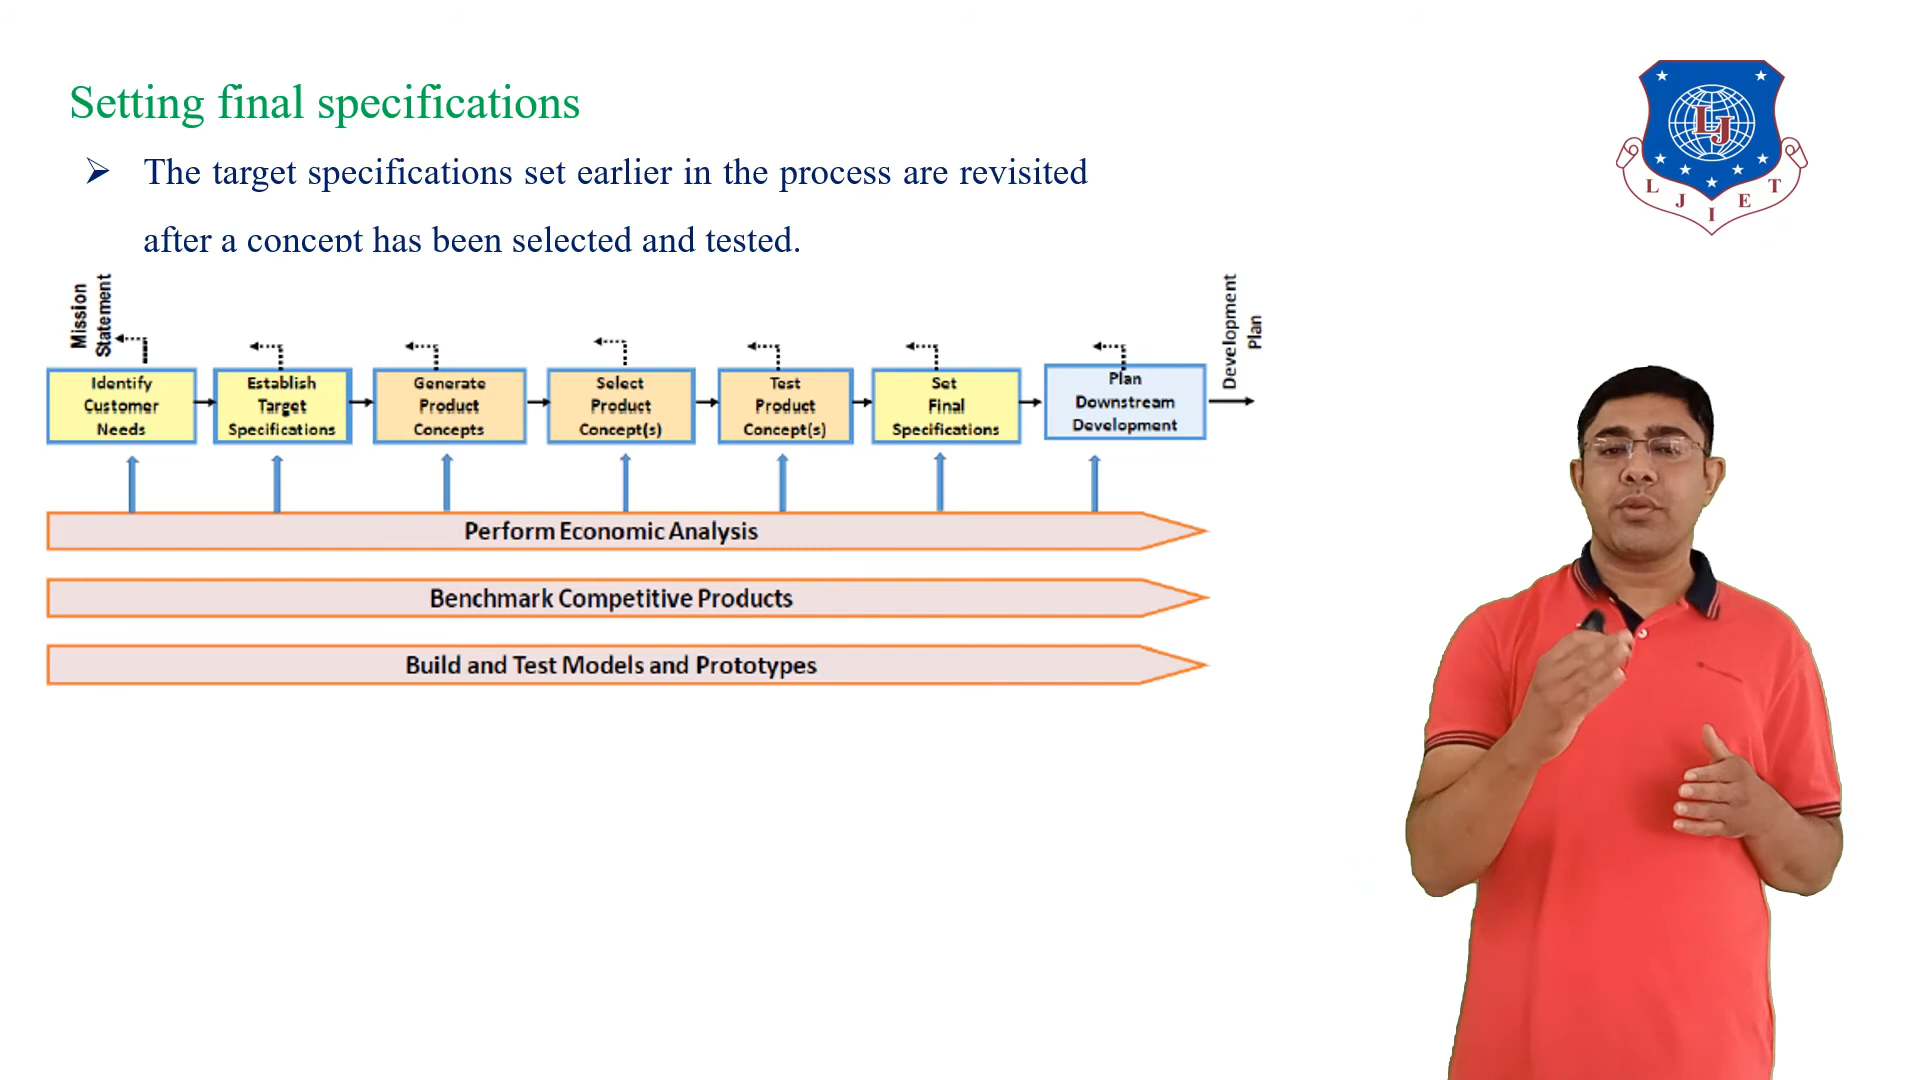 Setting final specifications
➢ The target specifications set earlier in the process are revisited
after a concept has been selected and tested.
LJ
L J I E T
Mission
Statement
Development
Plan
Identify
Customer
Needs
Establish
Target
Specifications
Generate
Product
Concepts
Select
Product
Concept(s)
Test
Product
Concept(s)
Set
Final
Specifications
Plan
Downstream
Development
Perform Economic Analysis
Benchmark Competitive Products
Build and Test Models and Prototypes